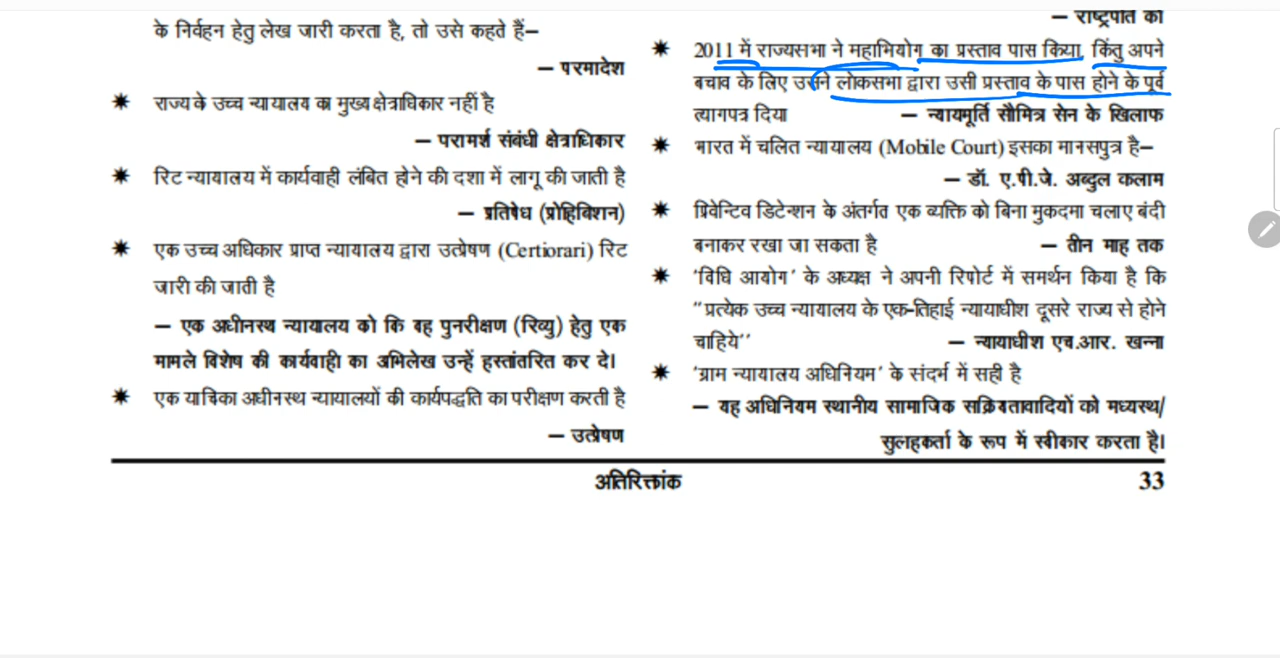 के निर्वहन हेतु लेख जारी करता है, तो उसे कहते हैं–
– परमादेश
✷ राज्य के उच्च न्यायालय का मुख्य क्षेत्राधिकार नहीं है
– परामर्श संबंधी क्षेत्राधिकार
✷ रिट न्यायालय में कार्यवाही लंबित होने की दशा में लागू की जाती है
– प्रतिषेध (प्रोहिबिशन)
✷ एक उच्च अधिकार प्राप्त न्यायालय द्वारा उत्प्रेषण (Certiorari) रिट
जारी की जाती है
– एक अधीनस्थ न्यायालय को कि वह पुनरीक्षण (रिव्यु) हेतु एक
मामले विशेष की कार्यवाही का अभिलेख उन्हें हस्तांतरित कर दे।
✷ एक याचिका अधीनस्थ न्यायालयों की कार्यपद्धति का परीक्षण करती है
– उत्प्रेषण
– राष्ट्रपति को
✷ 2011 में राज्यसभा ने महाभियोग का प्रस्ताव पास किया, किंतु अपने
बचाव के लिए उसने लोकसभा द्वारा उसी प्रस्ताव के पास होने के पूर्व
त्यागपत्र दिया – न्यायमूर्ति सौमित्र सेन के खिलाफ
✷ भारत में चलित न्यायालय (Mobile Court) इसका मानसपुत्र है–
– डॉ. ए.पी.जे. अब्दुल कलाम
✷ प्रिवेन्टिव डिटेन्शन के अंतर्गत एक व्यक्ति को बिना मुकदमा चलाए बंदी
बनाकर रखा जा सकता है – तीन माह तक
✷ 'विधि आयोग' के अध्यक्ष ने अपनी रिपोर्ट में समर्थन किया है कि
"प्रत्येक उच्च न्यायालय के एक-तिहाई न्यायाधीश दूसरे राज्य से होने
चाहिये'' – न्यायाधीश एच.आर. खन्ना
✷ 'ग्राम न्यायालय अधिनियम' के संदर्भ में सही है
– यह अधिनियम स्थानीय सामाजिक सक्रियतावादियों को मध्यस्थ/
सुलहकर्ता के रूप में स्वीकार करता है।
अतिरिक्तांक 33